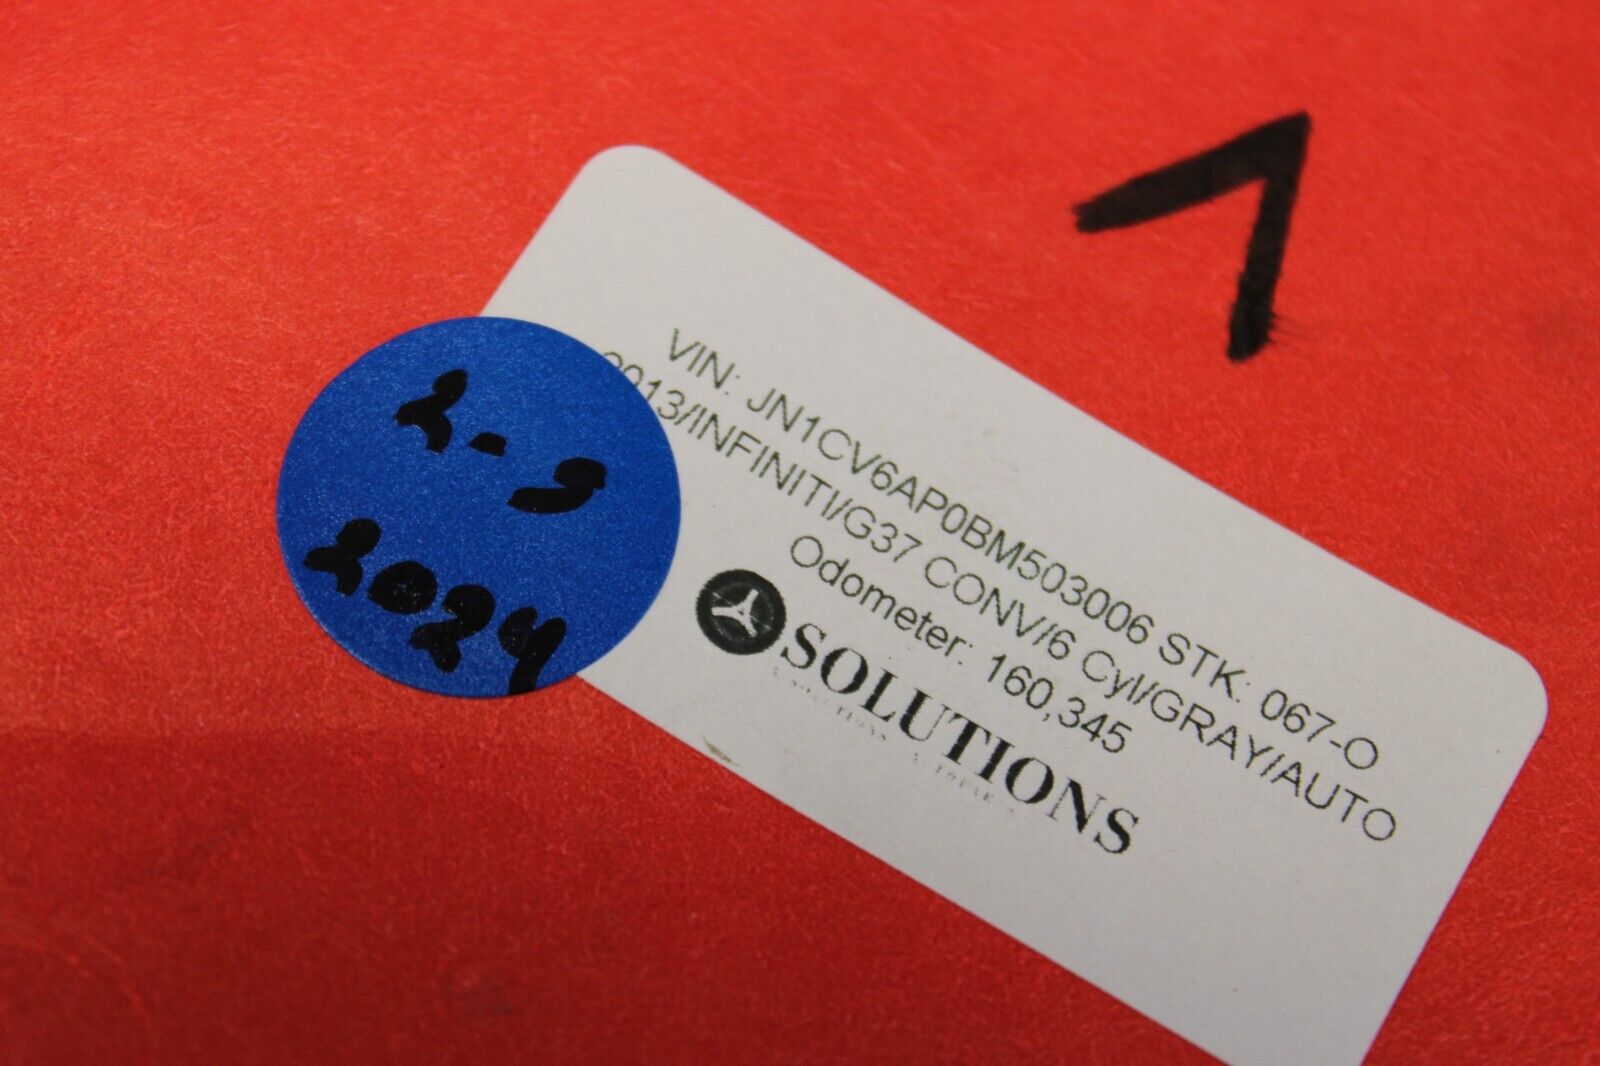 1
VIN: JN1CV6AP0BM503006 STK: 067-O
2013/INFINITI/G37 CONV/6 Cyl/GRAY/AUTO
Odometer: 160,345
SOLUTIONS
2-9
2024